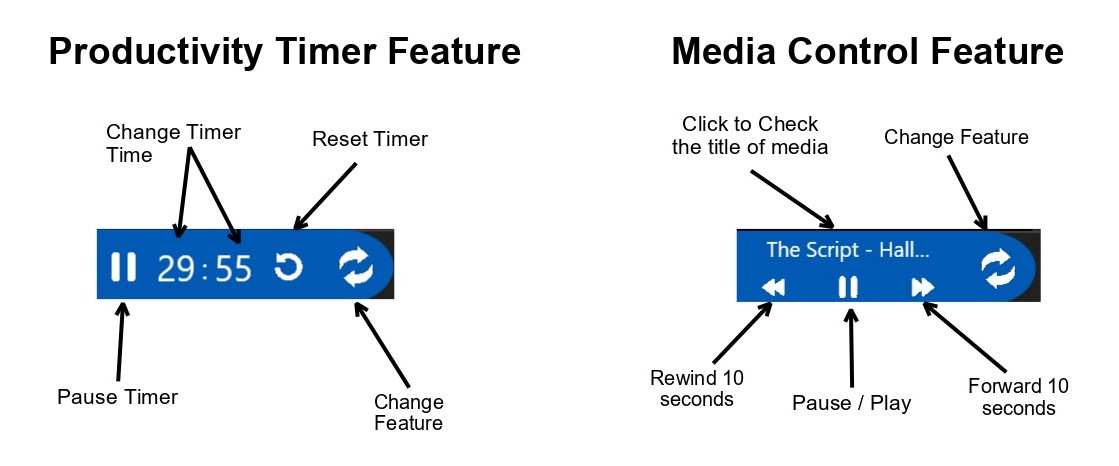 Productivity Timer Feature
Change Timer
Time
Reset Timer
29:55
Pause Timer
Change
Feature
Media Control Feature
Click to Check
the title of media
Change Feature
The Script - Hall...
Rewind 10
seconds
Pause / Play
Forward 10
seconds